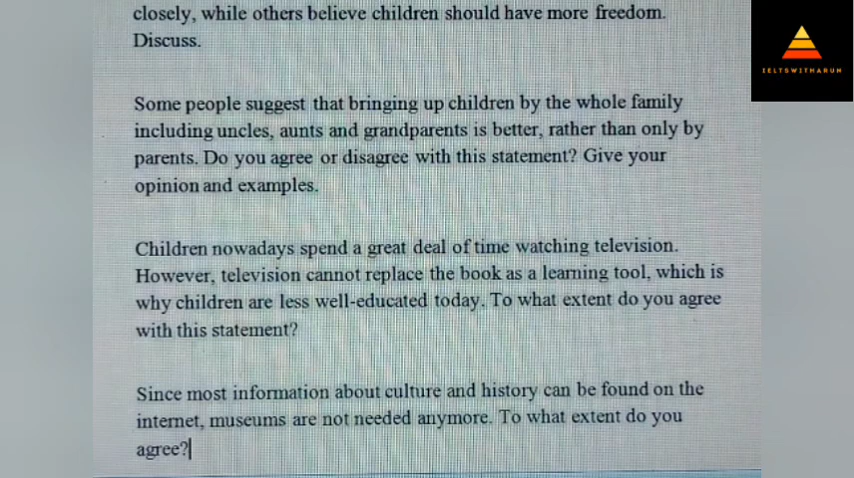 closely, while others believe children should have more freedom.
Discuss.
Some people suggest that bringing up children by the whole family
including uncles, aunts and grandparents is better, rather than only by
parents. Do you agree or disagree with this statement? Give your
opinion and examples.
Children nowadays spend a great deal of time watching television.
However, television cannot replace the book as a learning tool, which is
why children are less well-educated today. To what extent do you agree
with this statement?
Since most information about culture and history can be found on the
internet, museums are not needed anymore. To what extent do you
agree?
IELTSWITHARUN